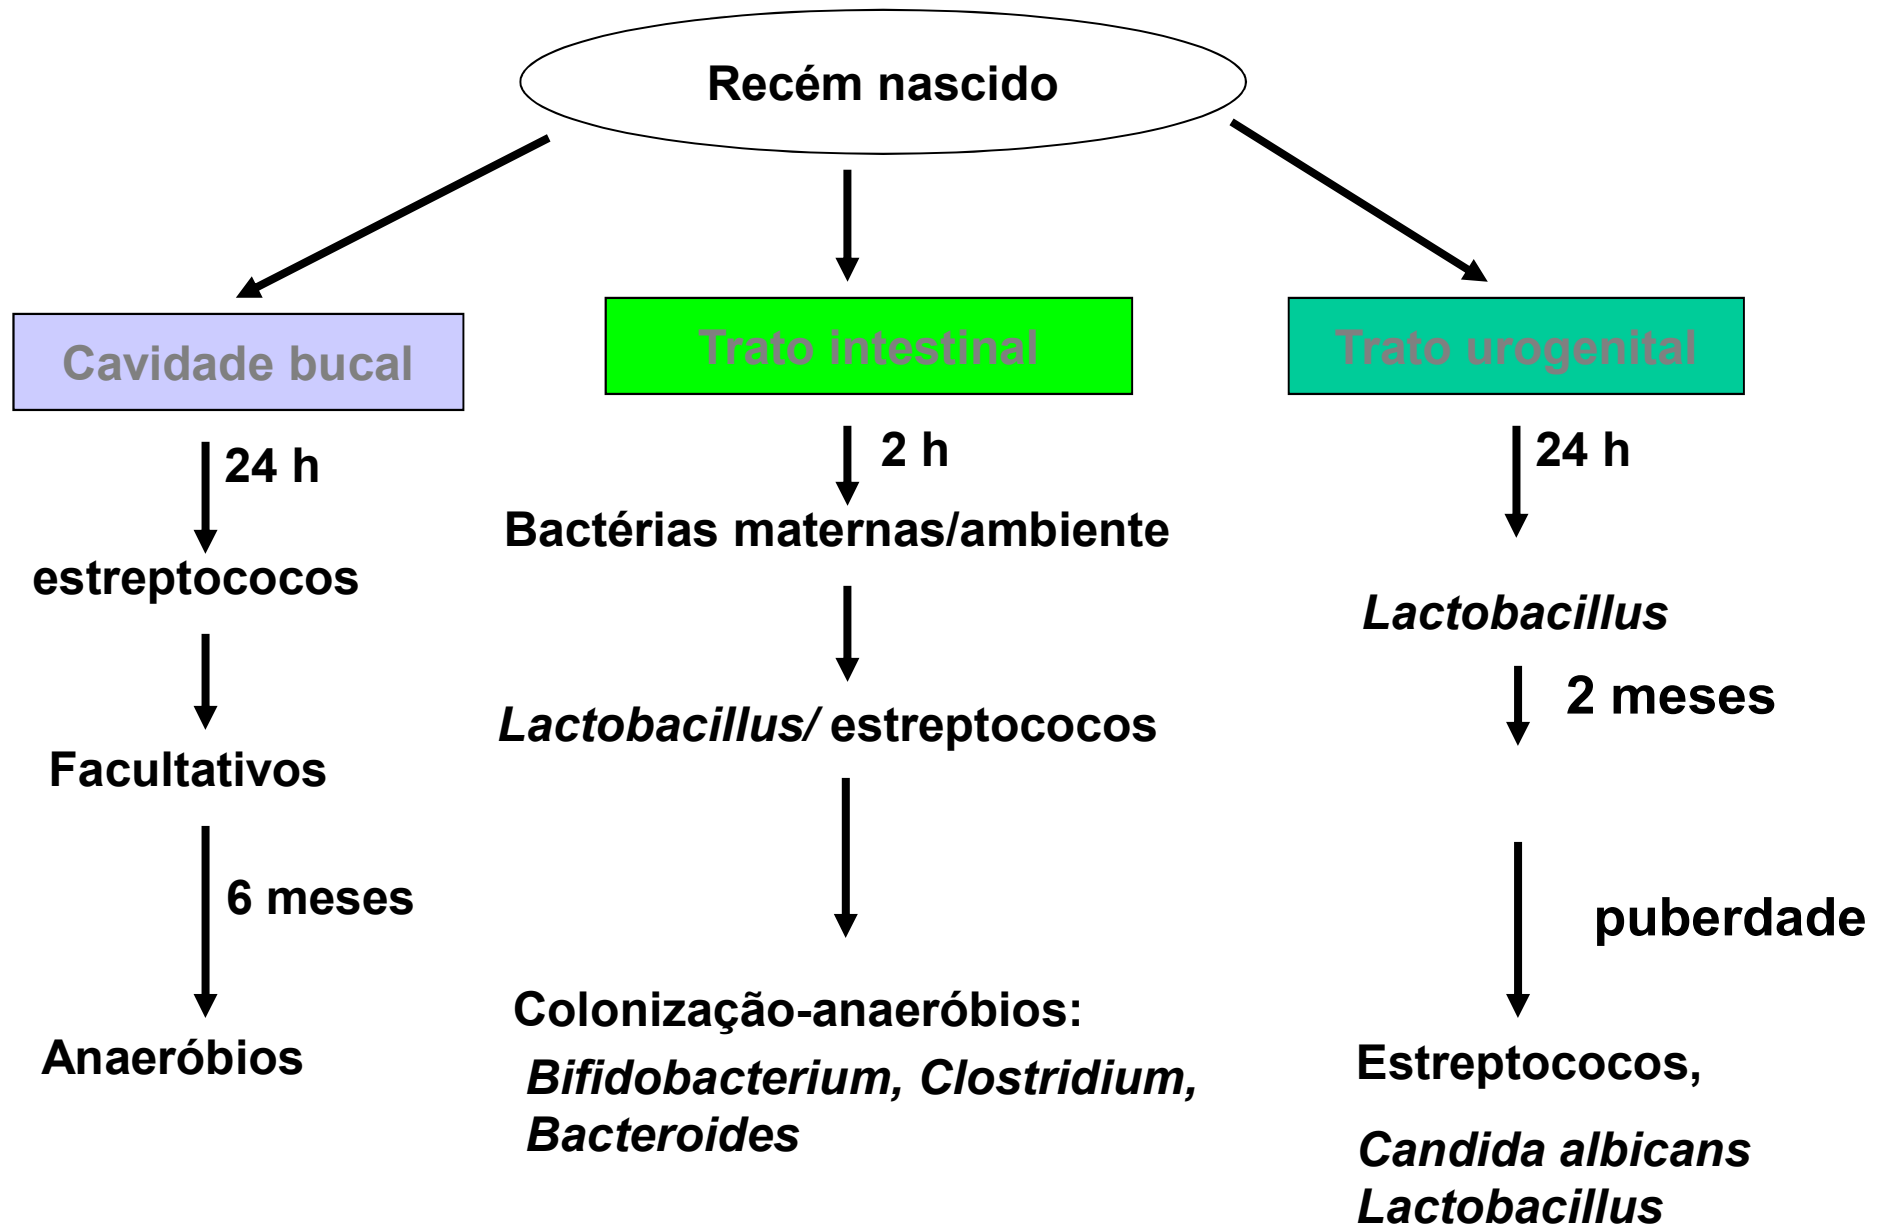 Recém nascido
Cavidade bucal
24 h
estreptococos
Facultativos
6 meses
Anaeróbios
Trato intestinal
2 h
Bactérias maternas/ambiente
Lactobacillus/ estreptococos
Colonização-anaeróbios:
Bifidobacterium, Clostridium,
Bacteroides
Trato urogenital
24 h
Lactobacillus
2 meses
puberdade
Estreptococos,
Candida albicans
Lactobacillus